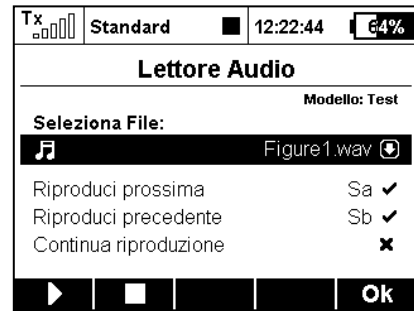 Tx Standard 12:22:44 64%
Lettore Audio
Modello: Test
Seleziona File:
Figure1.wav
Riproduci prossima Sa
Riproduci precedente Sb
Continua riproduzione
Ok